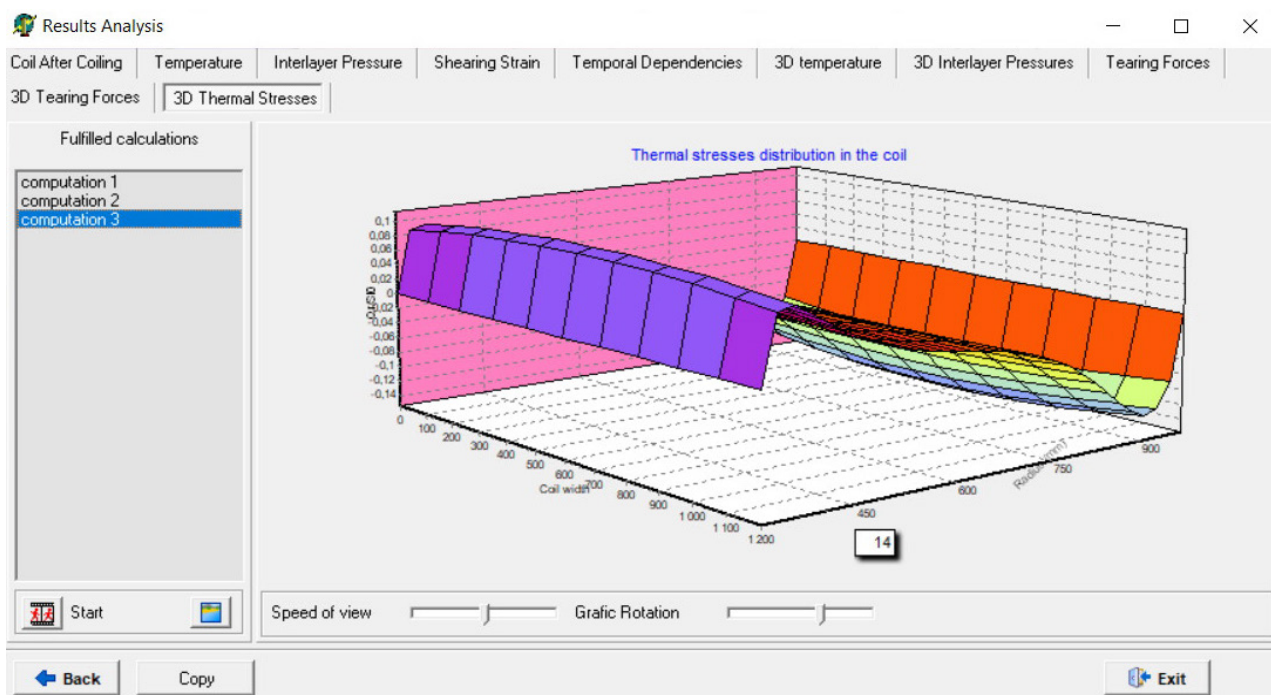 Results Analysis
Coil After Coiling
Temperature
Interlayer Pressure
Shearing Strain
Temporal Dependencies
3D temperature
3D Interlayer Pressures
Tearing Forces
3D Tearing Forces
3D Thermal Stresses
Fulfilled calculations
computation 1
computation 2
computation 3
Thermal stresses distribution in the coil
0,1
0,08
0,06
0,04
0,02
0
-0,02
-0,04
-0,06
-0,08
-0,1
-0,12
-0,14
0
100
200
300
400
500
600
700
800
900
1 000
1 100
1 200
Coil width
450
600
750
900
Radius(mm)
14
Start
Speed of view
Grafic Rotation
Back
Copy
Exit